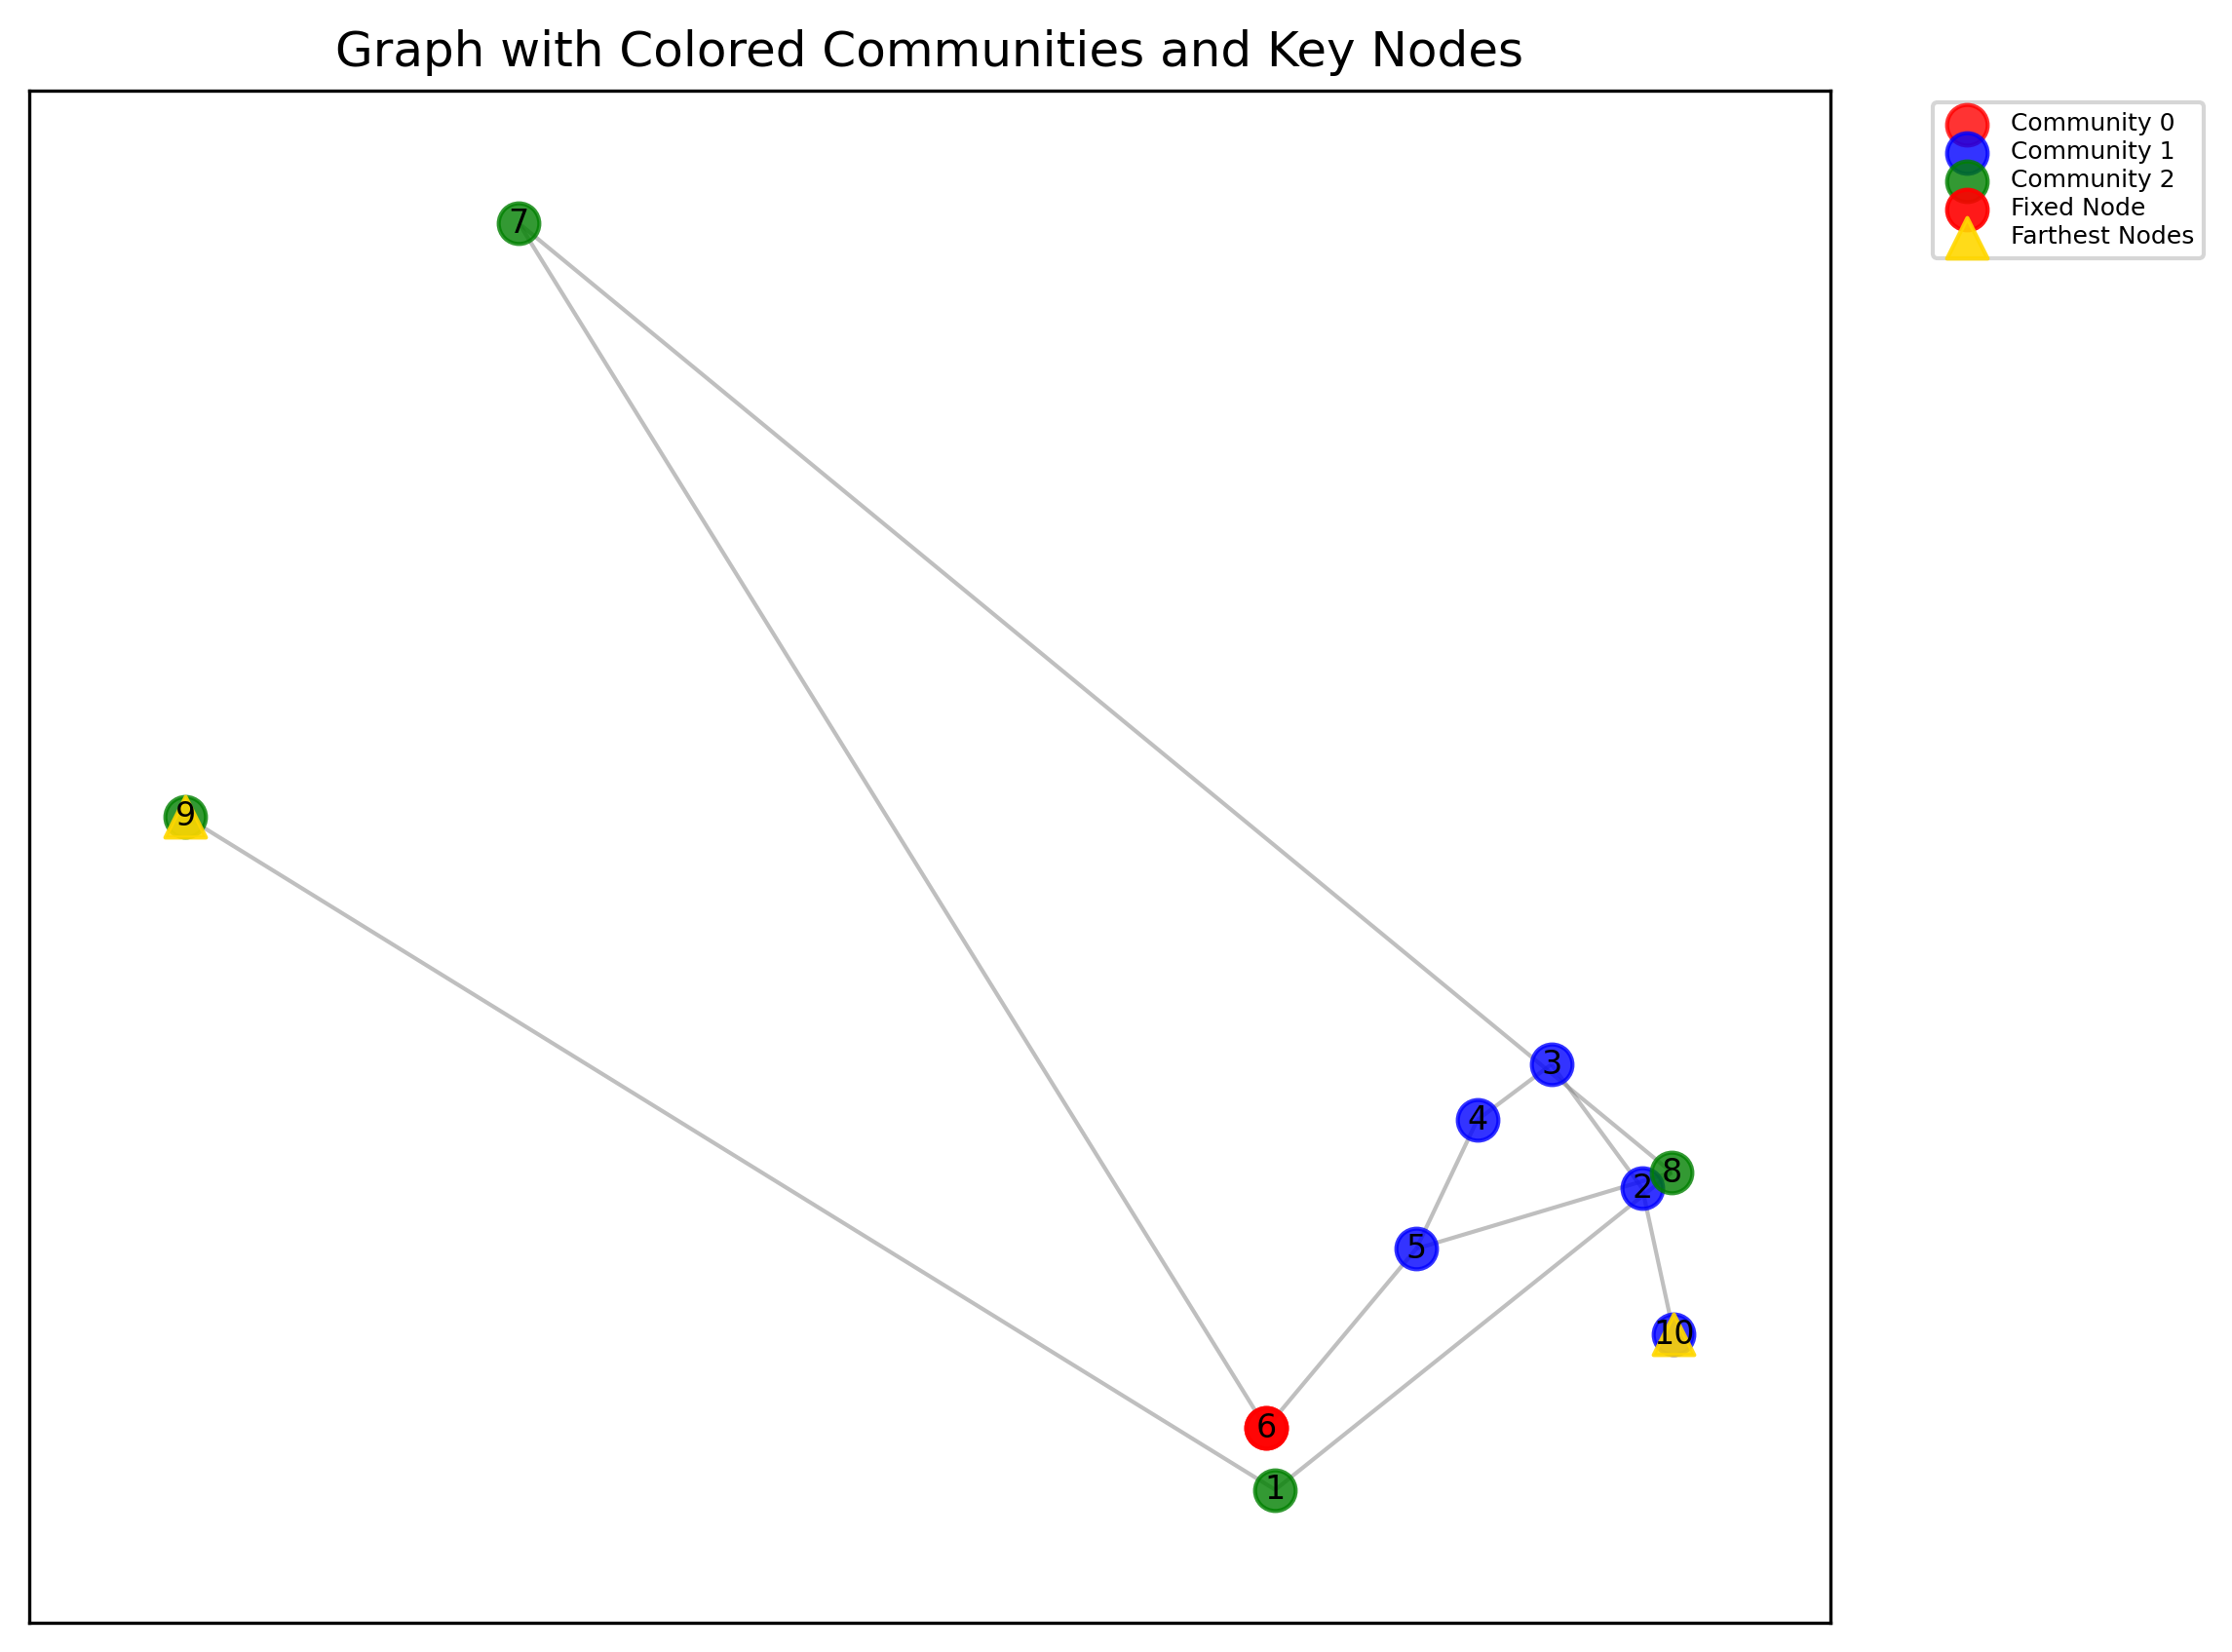 Graph with Colored Communities and Key Nodes
Community 0
Community 1
Community 2
Fixed Node
Farthest Nodes
7
9
3
4
8
2
5
10
6
1